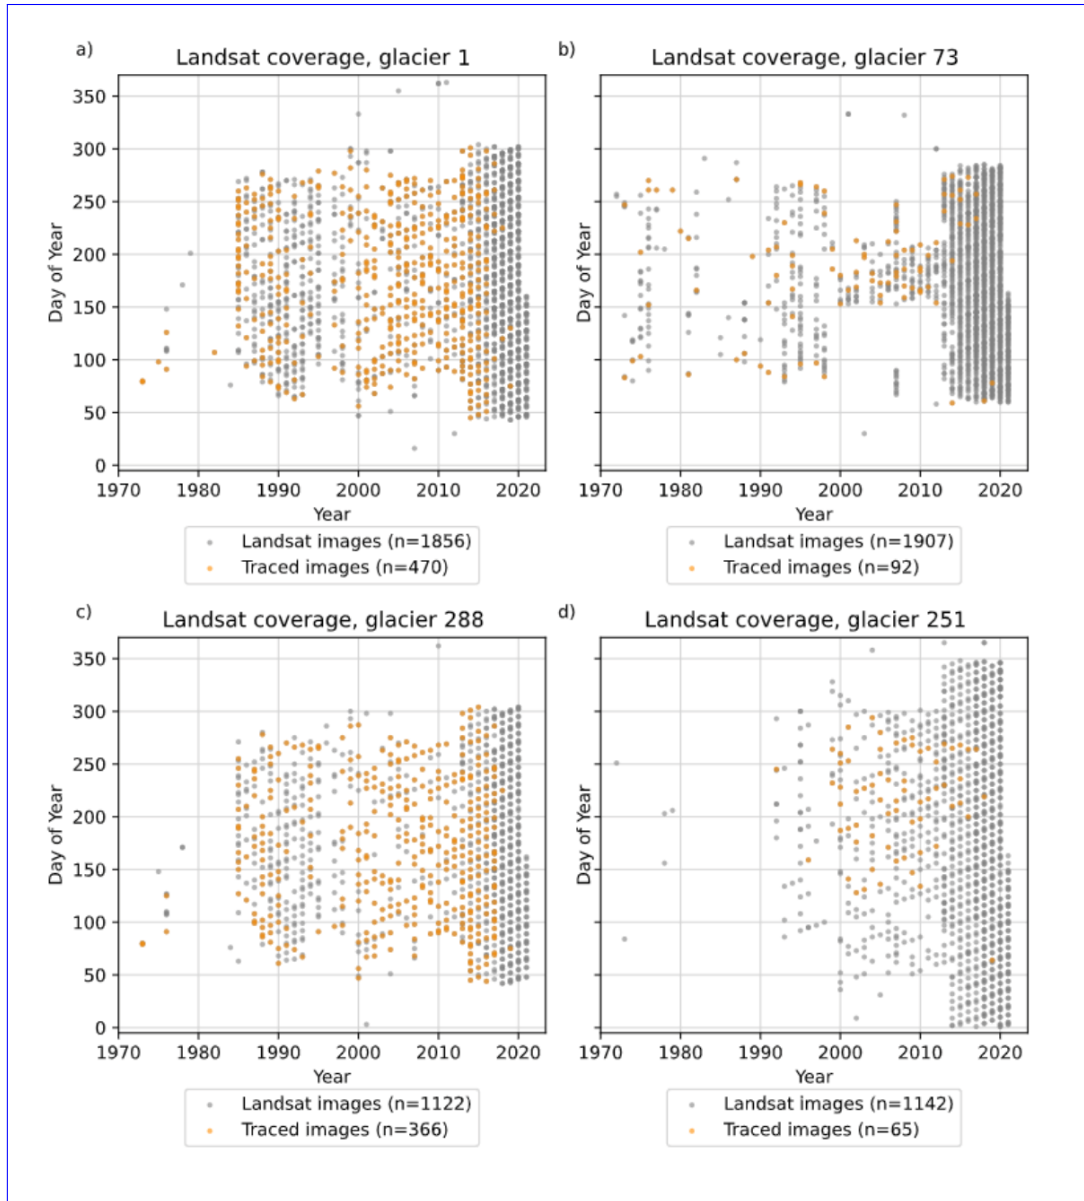 a)
Landsat coverage, glacier 1
350
300
250
200
150
100
50
0
Day of Year
1970 1980 1990 2000 2010 2020
Year
Landsat images (n=1856)
Traced images (n=470)
b)
Landsat coverage, glacier 73
Day of Year
1970 1980 1990 2000 2010 2020
Year
Landsat images (n=1907)
Traced images (n=92)
c)
Landsat coverage, glacier 288
350
300
250
200
150
100
50
0
Day of Year
1970 1980 1990 2000 2010 2020
Year
Landsat images (n=1122)
Traced images (n=366)
d)
Landsat coverage, glacier 251
Day of Year
1970 1980 1990 2000 2010 2020
Year
Landsat images (n=1142)
Traced images (n=65)